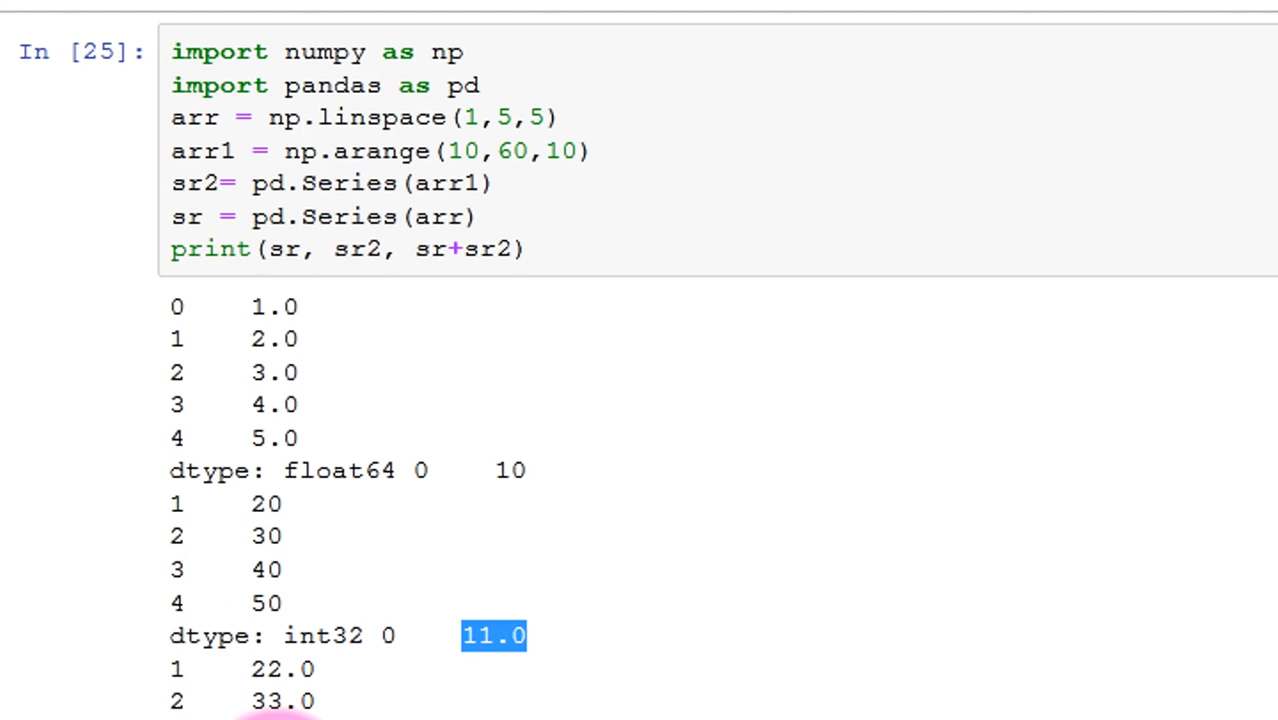 In [25]: import numpy as np
import pandas as pd
arr = np.linspace(1,5,5)
arr1 = np.arange(10,60,10)
sr2= pd.Series(arr1)
sr = pd.Series(arr)
print(sr, sr2, sr+sr2)
0    1.0
1    2.0
2    3.0
3    4.0
4    5.0
dtype: float64 0    10
1    20
2    30
3    40
4    50
dtype: int32 0    11.0
1    22.0
2    33.0